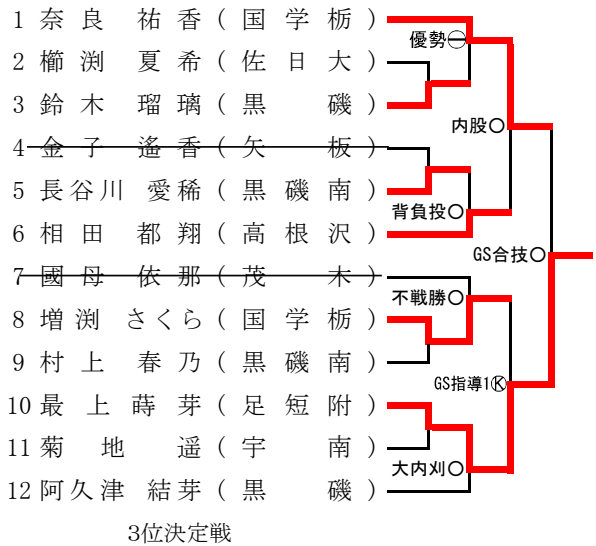 1 奈良 祐香(国学栃)
優勢㊀
2 櫛渕 夏希(佐日大)
3 鈴木 瑠璃(黒 磯)
内股○
4 金子 遙香(矢 板)
5 長谷川 愛稀(黒磯南)
背負投○
6 相田 都翔(高根沢)
GS合技○
7 國母 依那(茂 木)
不戦勝○
8 増渕 さくら(国学栃)
9 村上 春乃(黒磯南)
GS指導1Ⓚ
10 最上 蒔芽(足短附)
11 菊地 遥(宇 南)
大内刈○
12 阿久津 結芽(黒 磯)
3位決定戦